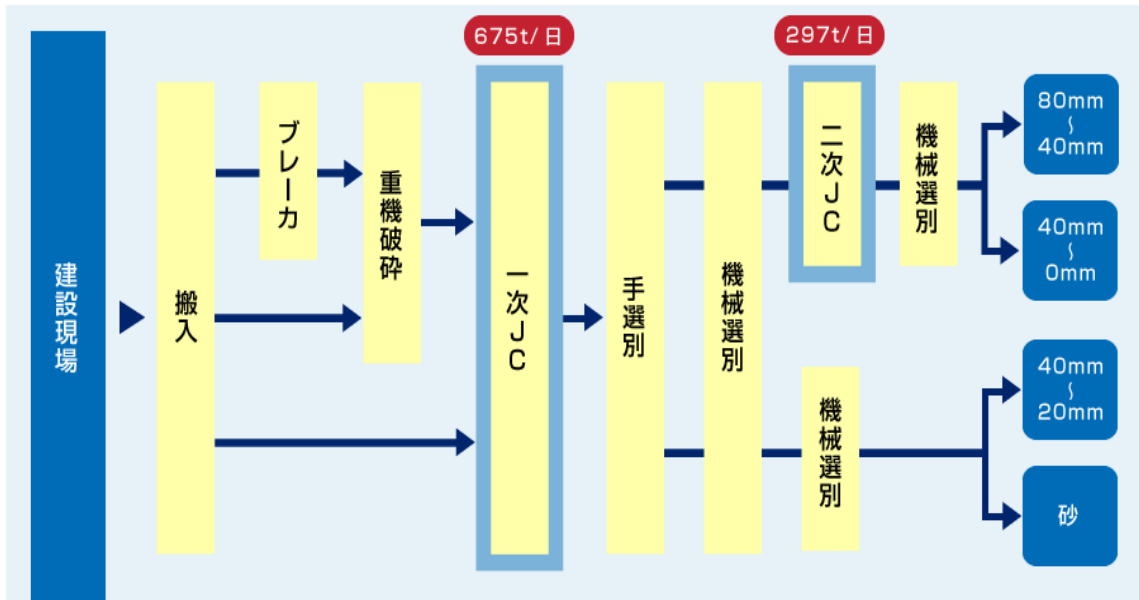 675t/日
297t/日
建設現場
搬入
ブレーカ
重機破砕
一次JC
手選別
機械選別
二次JC
機械選別
機械選別
80mm
〜
40mm
40mm
〜
0mm
40mm
〜
20mm
砂